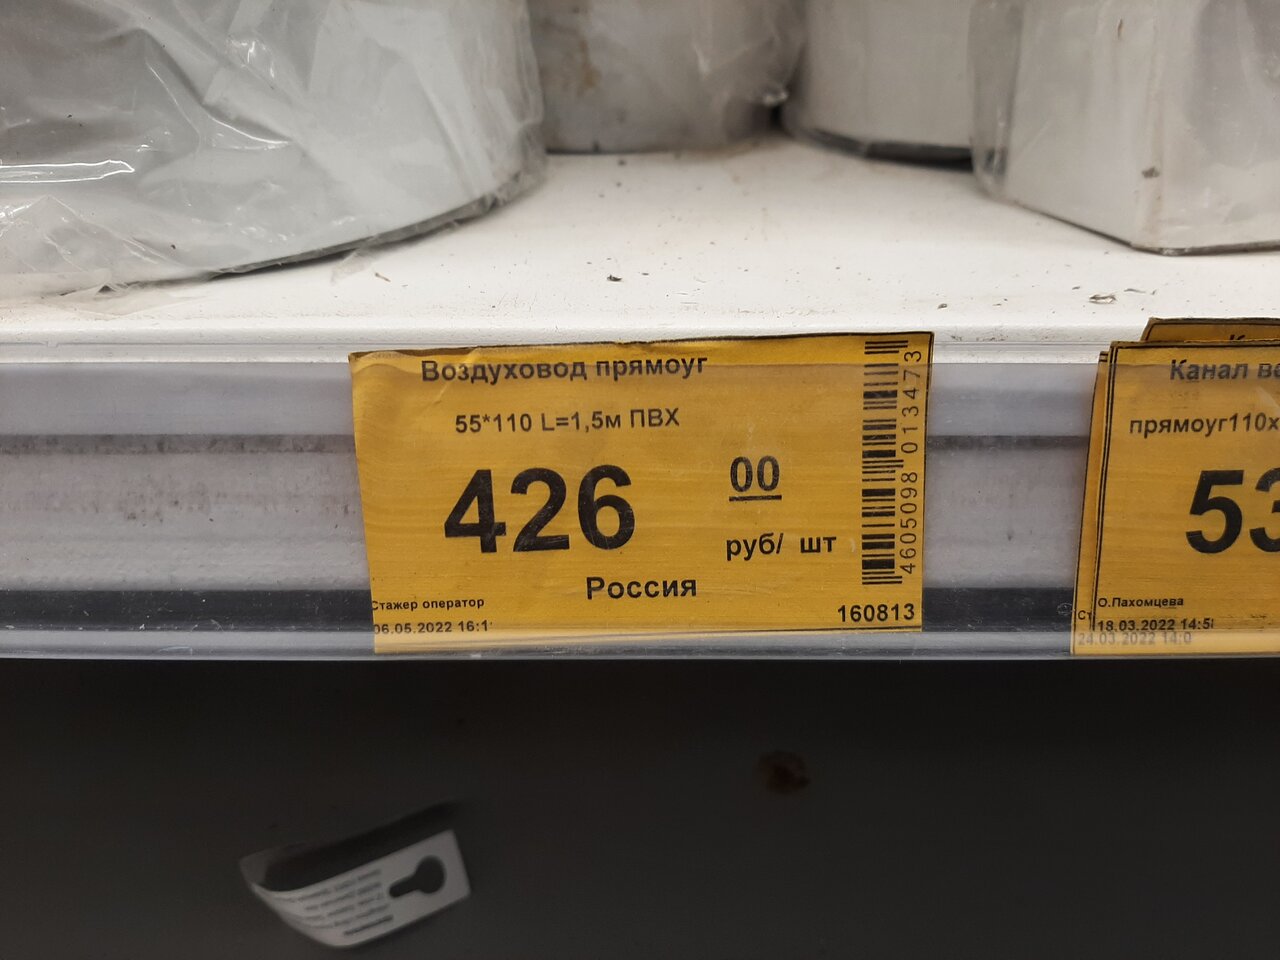 Воздуховод прямоуг
55*110 L=1,5м ПВХ
426 00
руб/ шт
Россия
Стажер оператор
06.05.2022 16:1
160813
4605098 013473
Канал ве
прямоуг110х
53
О.Пахомцева
Ст
18.03.2022 14:5
24.03.2022 14:0